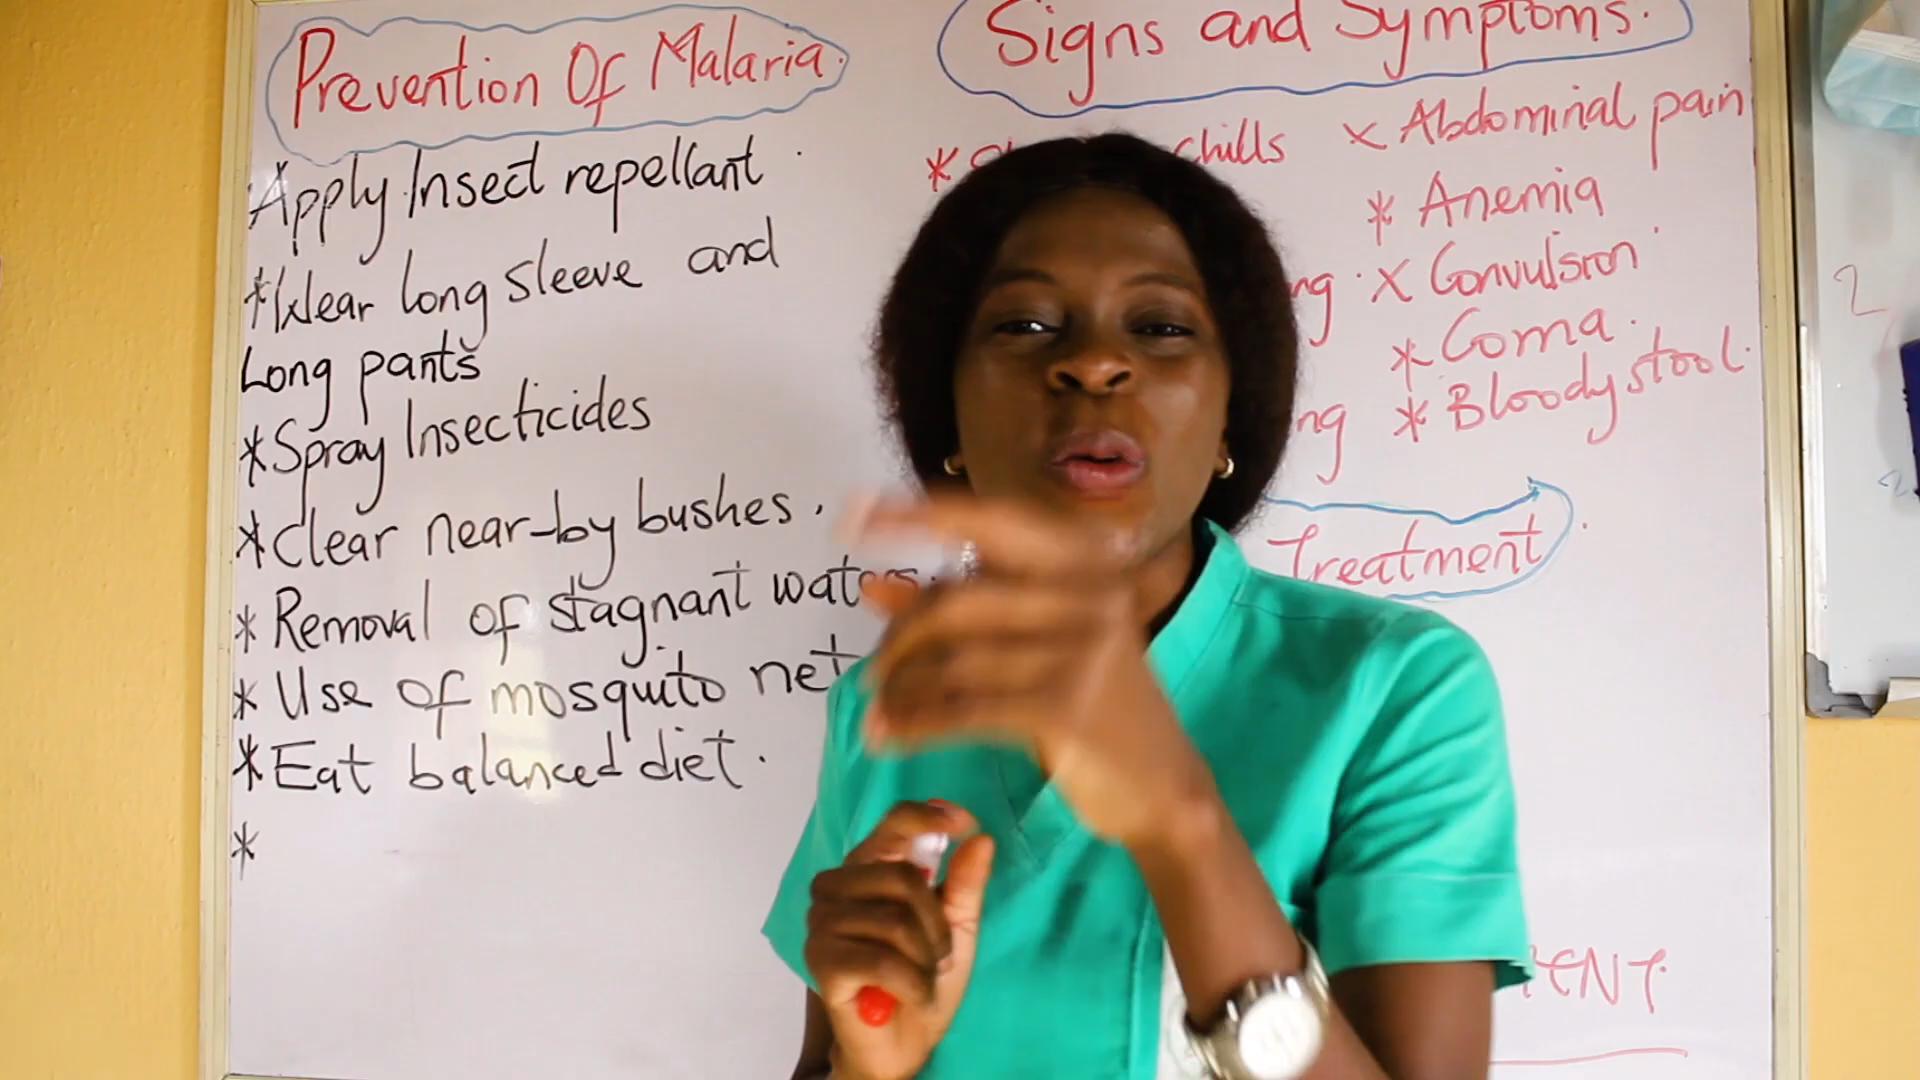 Prevention Of Malaria.
*Apply Insect repellant.
*Wear long sleeve and
Long pants
*Spray Insecticides
*Clear near-by bushes.
*Removal of stagnant waters.
*Use of mosquito net
*Eat balanced diet.
*
Signs and Symptoms.
* chills x Abdominal pain
* Anemia
x Convulsion
* Coma.
* Bloody stool.
Treatment